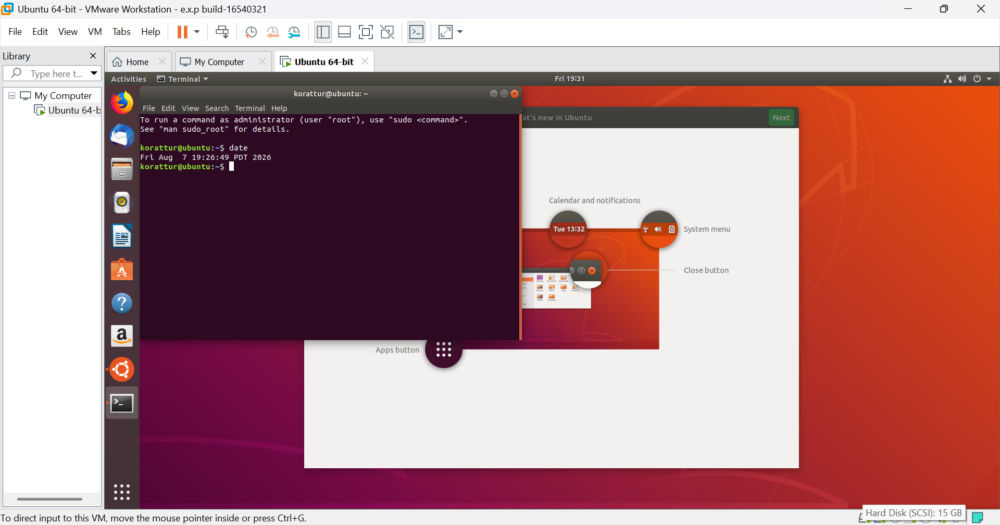 Ubuntu 64-bit - VMware Workstation - e.x.p build-16540321
File Edit View VM Tabs Help
Library
Type here t...
My Computer
Ubuntu 64-b
Home
My Computer
Ubuntu 64-bit
Activities
Terminal
Fri 19:31
korattur@ubuntu: ~
File Edit View Search Terminal Help
To run a command as administrator (user "root"), use "sudo <command>".
See "man sudo_root" for details.
korattur@ubuntu:~$ date
Fri Aug  7 19:26:49 PDT 2026
korattur@ubuntu:~$
at's new in Ubuntu
Next
Calendar and notifications
Tue 13:32
System menu
Close button
Apps button
To direct input to this VM, move the mouse pointer inside or press Ctrl+G.
Hard Disk (SCSI): 15 GB